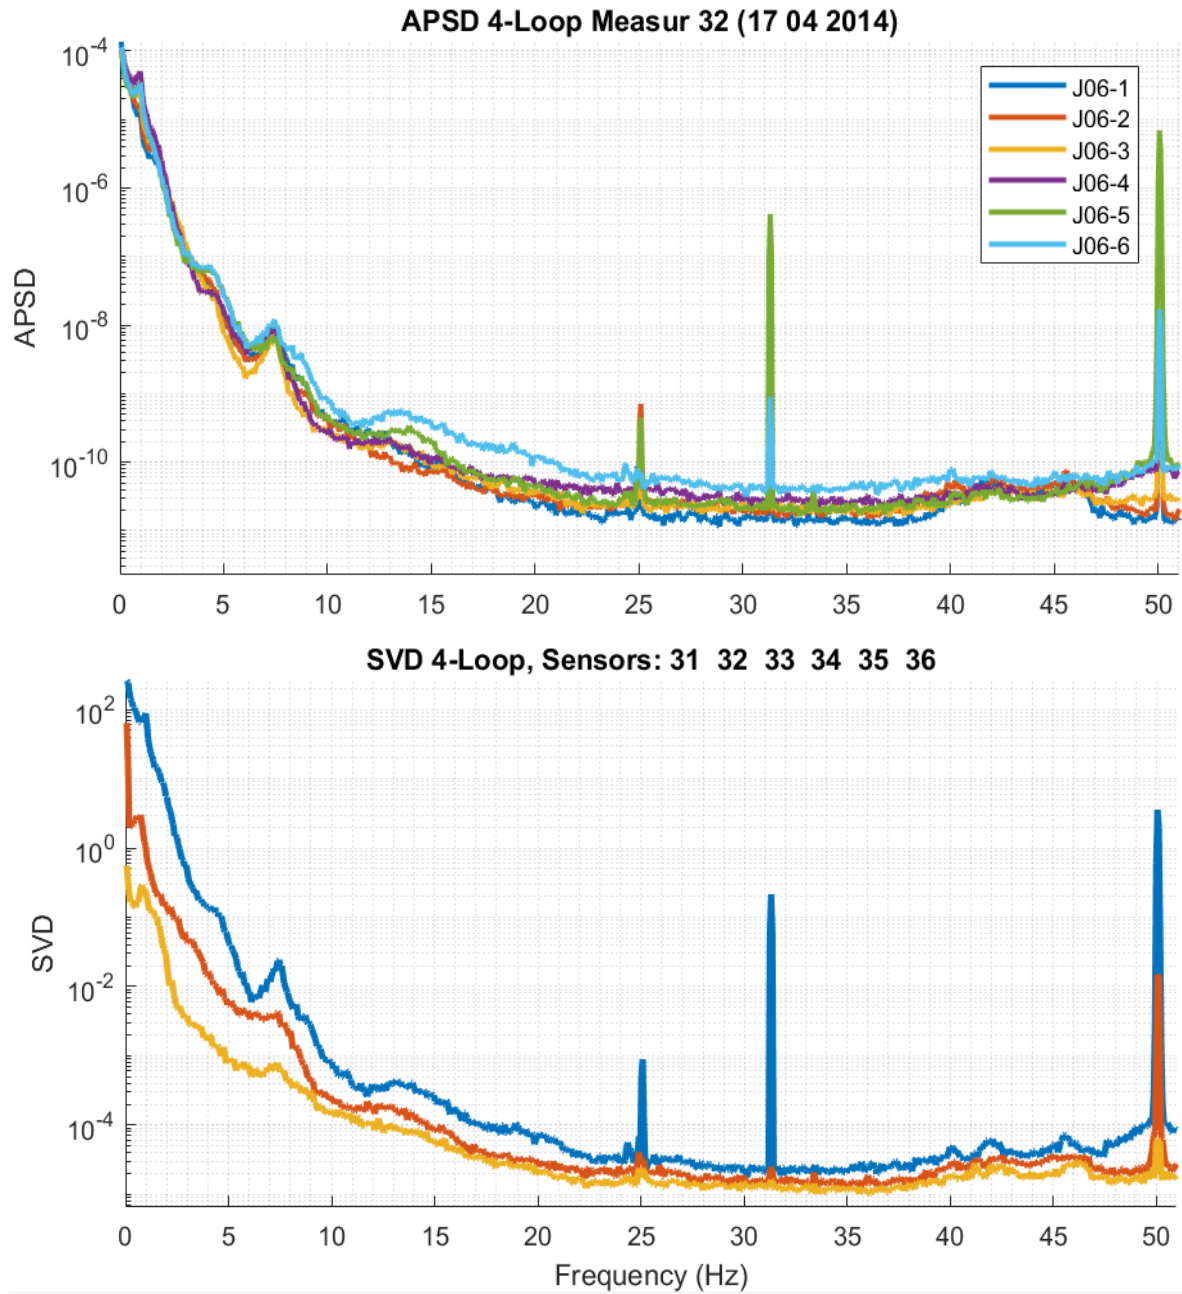 APSD 4-Loop Measur 32 (17 04 2014)
10-4
10-6
10-8
10-10
APSD
J06-1
J06-2
J06-3
J06-4
J06-5
J06-6
0 5 10 15 20 25 30 35 40 45 50
SVD 4-Loop, Sensors: 31 32 33 34 35 36
10^2
10^0
10^-2
10^-4
SVD
0 5 10 15 20 25 30 35 40 45 50
Frequency (Hz)